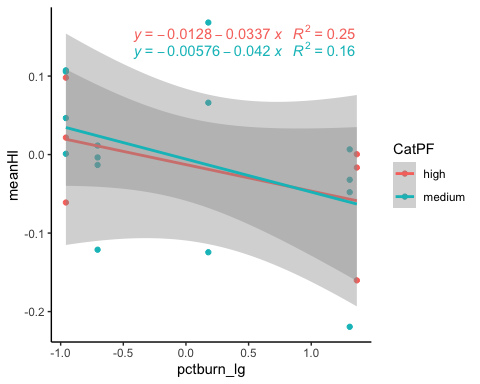 y = −0.0128 − 0.0337 x R² = 0.25
y = −0.00576 − 0.042 x R² = 0.16
0.1
0.0
-0.1
-0.2
meanHI
-1.0 -0.5 0.0 0.5 1.0
pctburn_lg
CatPF
high
medium